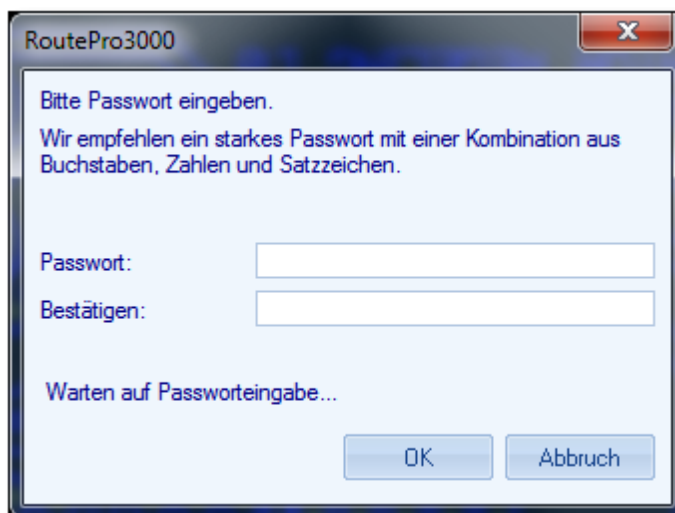 RoutePro3000
Bitte Passwort eingeben.
Wir empfehlen ein starkes Passwort mit einer Kombination aus
Buchstaben, Zahlen und Satzzeichen.
Passwort:
Bestätigen:
Warten auf Passworteingabe...
OK Abbruch